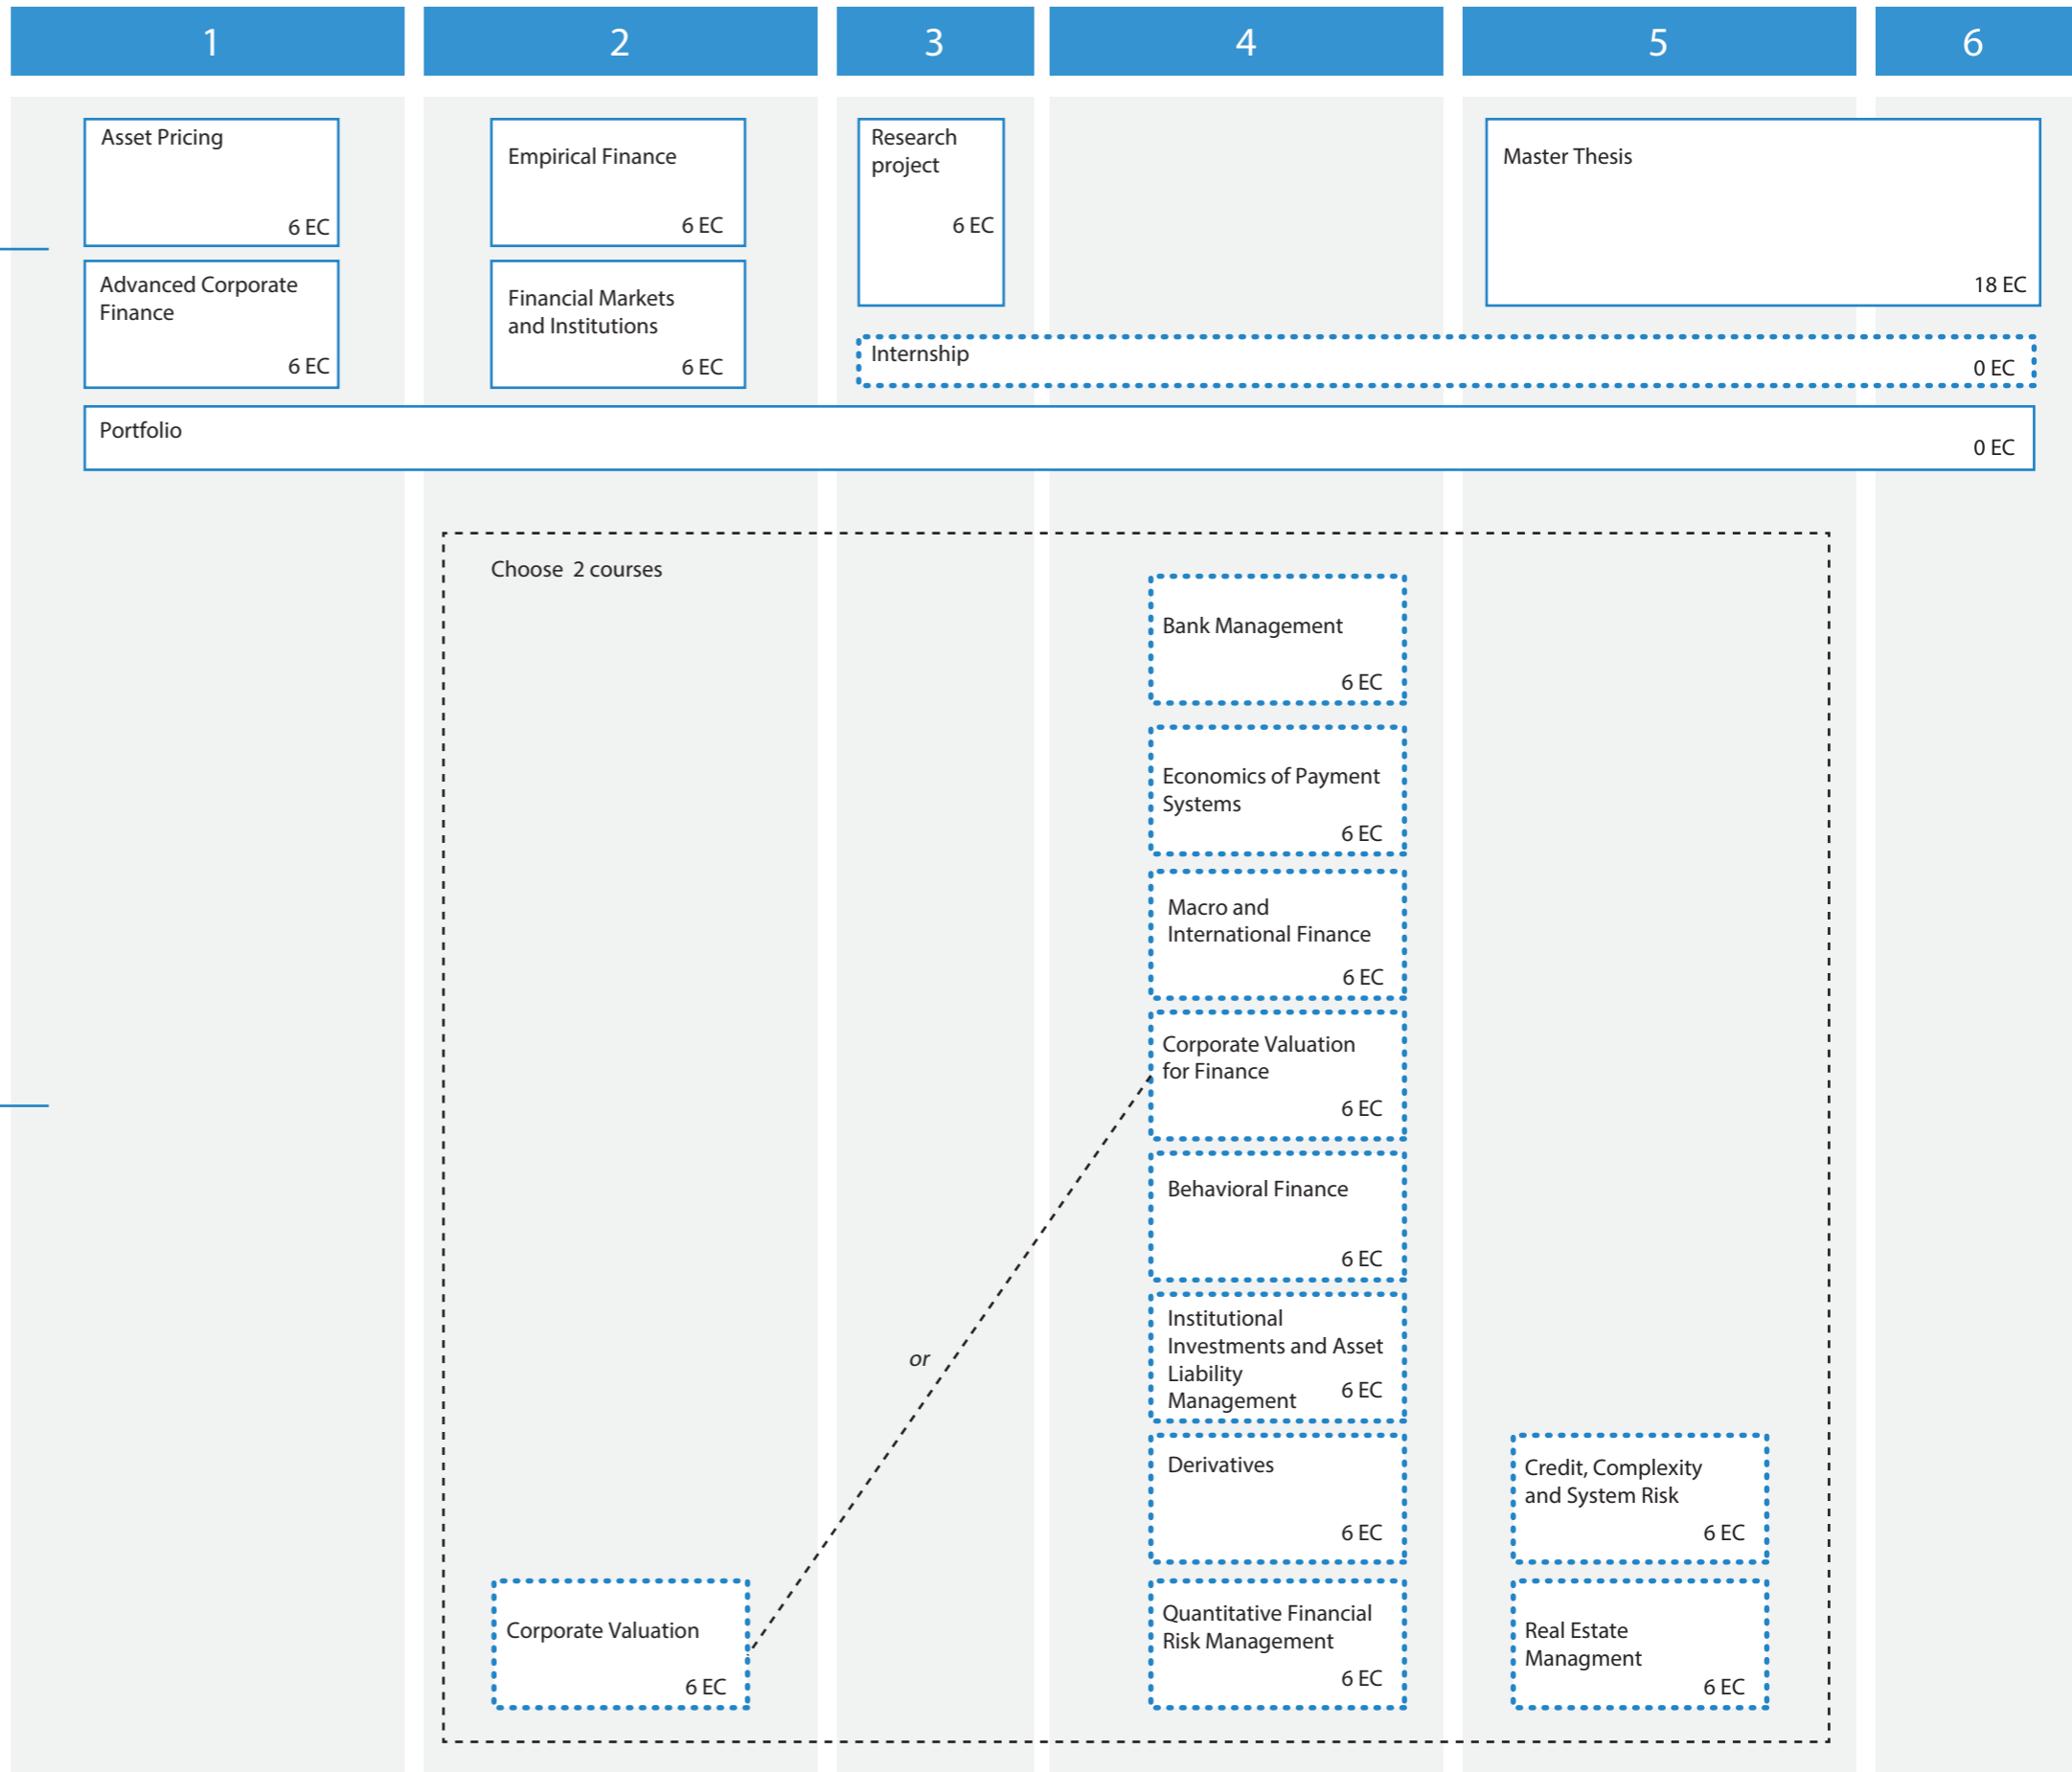 1
2
3
4
5
6
Asset Pricing
6 EC
Empirical Finance
6 EC
Research
project
6 EC
Master Thesis
18 EC
Advanced Corporate
Finance
6 EC
Financial Markets
and Institutions
6 EC
Internship
0 EC
Portfolio
0 EC
Choose 2 courses
Bank Management
6 EC
Economics of Payment
Systems
6 EC
Macro and
International Finance
6 EC
Corporate Valuation
for Finance
6 EC
Behavioral Finance
6 EC
or
Institutional
Investments and Asset
Liability
Management
6 EC
Derivatives
6 EC
Credit, Complexity
and System Risk
6 EC
Corporate Valuation
6 EC
Quantitative Financial
Risk Management
6 EC
Real Estate
Managment
6 EC